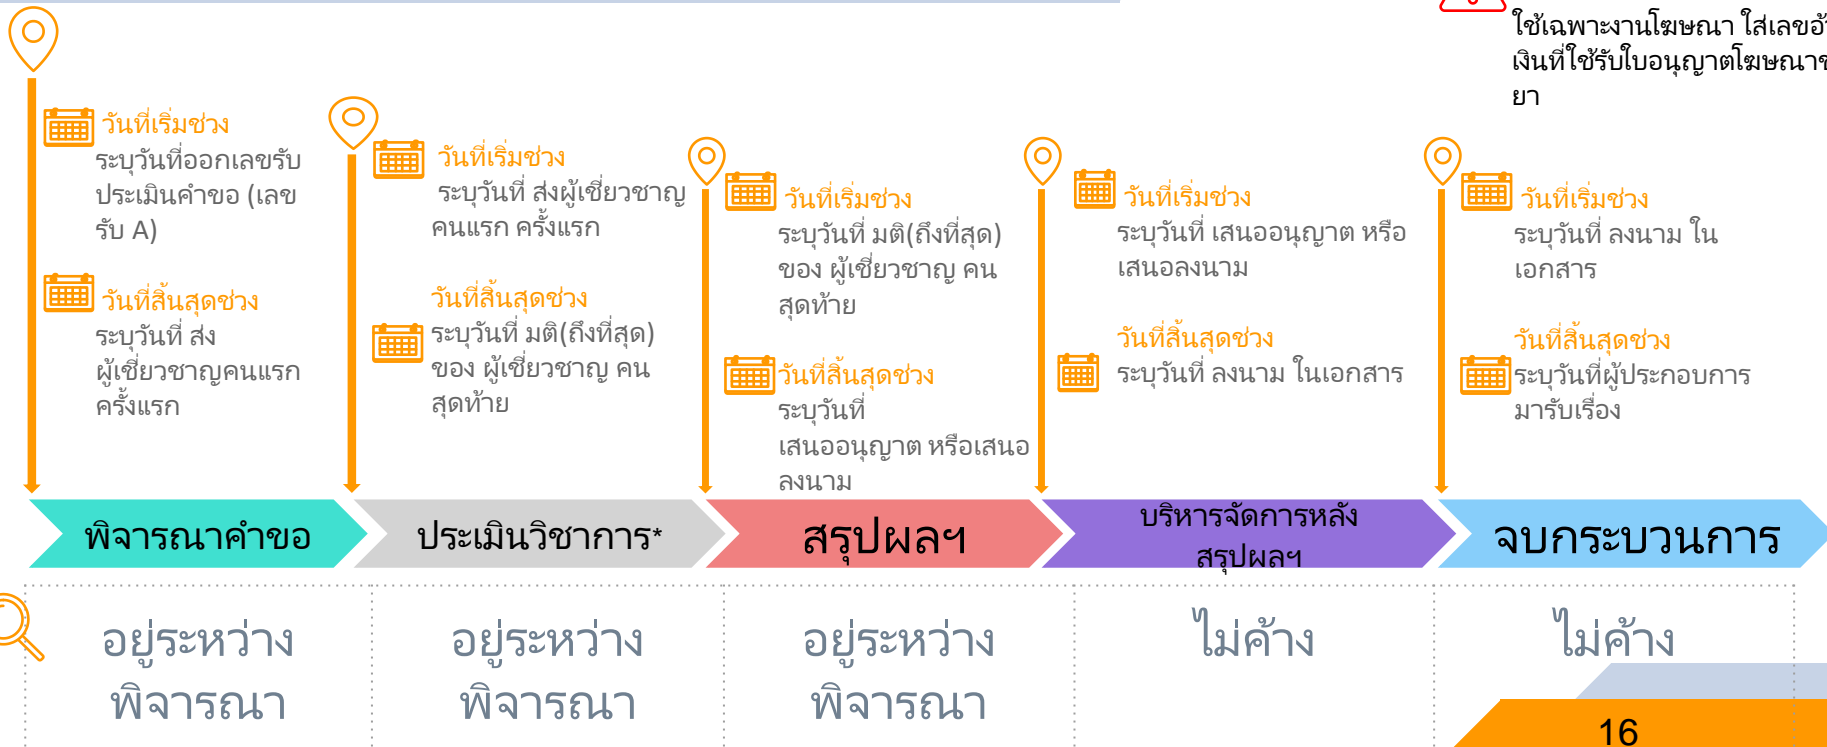 ใช้เฉพาะงานโฆษณา ใส่เลขอ้
เงินที่ใช้รับใบอนุญาตโฆษณาข
ยา
วันที่เริ่มช่วง
ระบุวันที่ออกเลขรับ
ประเมินคำขอ (เลข
รับ A)
วันที่สิ้นสุดช่วง
ระบุวันที่ ส่ง
ผู้เชี่ยวชาญคนแรก
ครั้งแรก
วันที่เริ่มช่วง
ระบุวันที่ ส่งผู้เชี่ยวชาญ
คนแรก ครั้งแรก
วันที่สิ้นสุดช่วง
ระบุวันที่ มติ(ถึงที่สุด)
ของ ผู้เชี่ยวชาญ คน
สุดท้าย
วันที่เริ่มช่วง
ระบุวันที่ มติ(ถึงที่สุด)
ของ ผู้เชี่ยวชาญ คน
สุดท้าย
วันที่สิ้นสุดช่วง
ระบุวันที่
เสนออนุญาต หรือเสนอ
ลงนาม
วันที่เริ่มช่วง
ระบุวันที่ เสนออนุญาต หรือ
เสนอลงนาม
วันที่สิ้นสุดช่วง
ระบุวันที่ ลงนาม ในเอกสาร
วันที่เริ่มช่วง
ระบุวันที่ ลงนาม ใน
เอกสาร
วันที่สิ้นสุดช่วง
ระบุวันที่ผู้ประกอบการ
มารับเรื่อง
พิจารณาคำขอ
ประเมินวิชาการ*
สรุปผลฯ
บริหารจัดการหลัง
สรุปผลฯ
จบกระบวนการ
อยู่ระหว่าง
พิจารณา
อยู่ระหว่าง
พิจารณา
อยู่ระหว่าง
พิจารณา
ไม่ค้าง
ไม่ค้าง
16